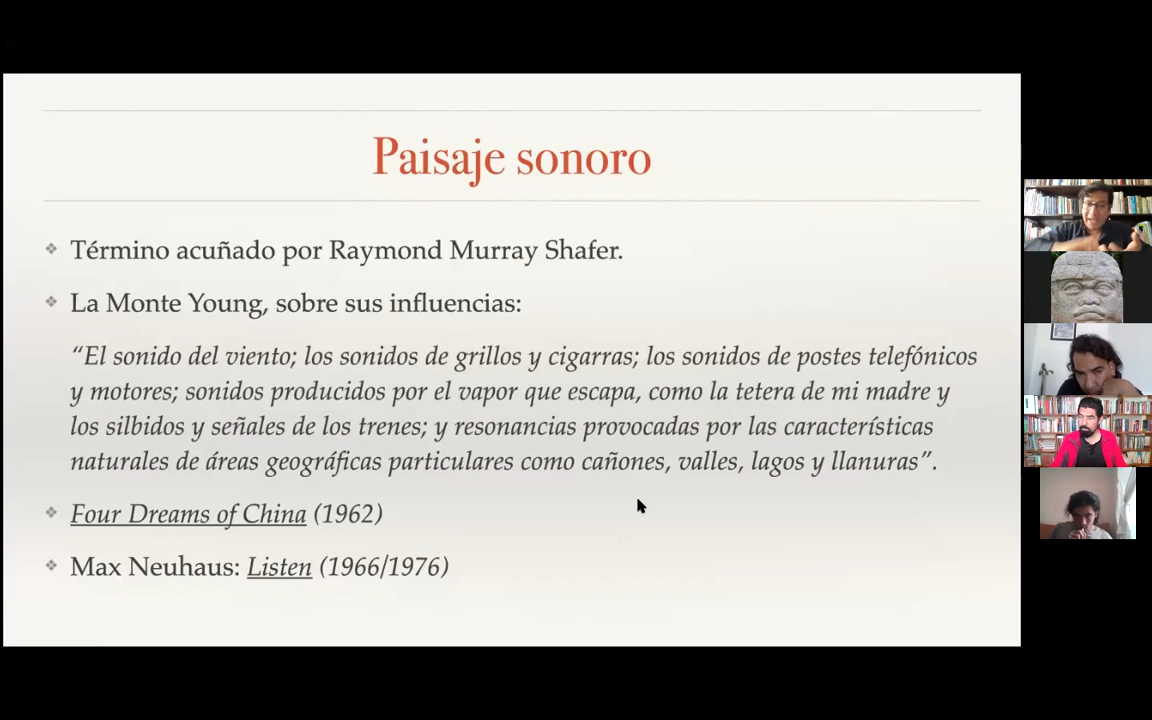 Paisaje sonoro
❖ Término acuñado por Raymond Murray Shafer.
❖ La Monte Young, sobre sus influencias:
“El sonido del viento; los sonidos de grillos y cigarras; los sonidos de postes telefónicos
y motores; sonidos producidos por el vapor que escapa, como la tetera de mi madre y
los silbidos y señales de los trenes; y resonancias provocadas por las características
naturales de áreas geográficas particulares como cañones, valles, lagos y llanuras”.
❖ Four Dreams of China (1962)
❖ Max Neuhaus: Listen (1966/1976)